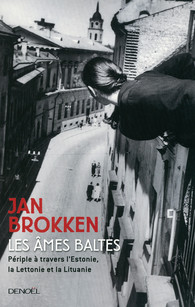 JAN
BROKKEN
LES ÂMES BALTES
Périple à travers l'Estonie,
la Lettonie et la Lituanie
DENOËL